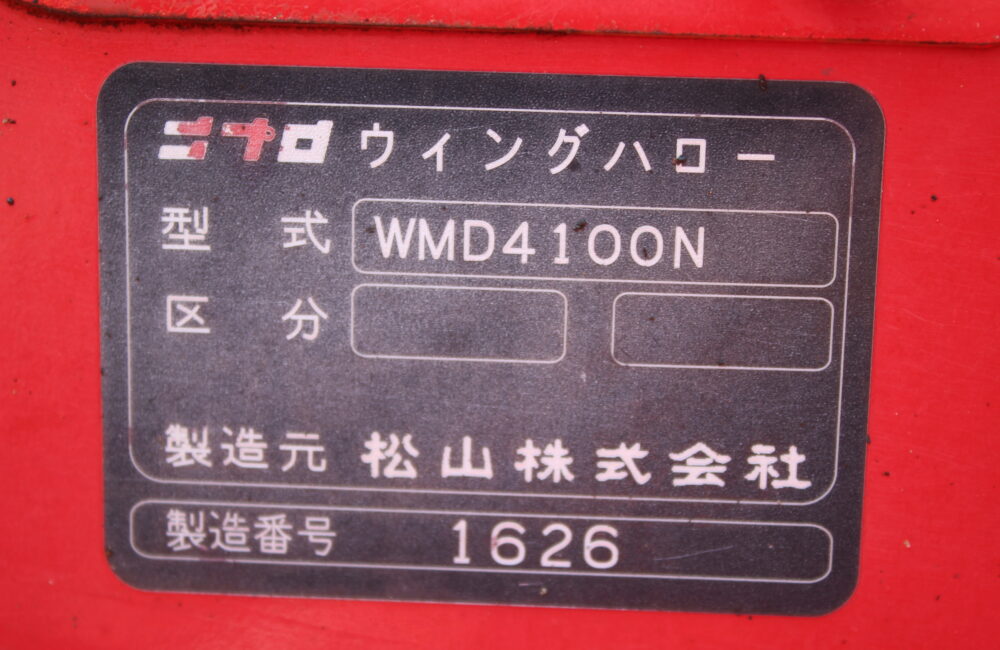 ニプロ ウィングハロー
型式 WMD4100N
区分
製造元 松山株式会社
製造番号 1626